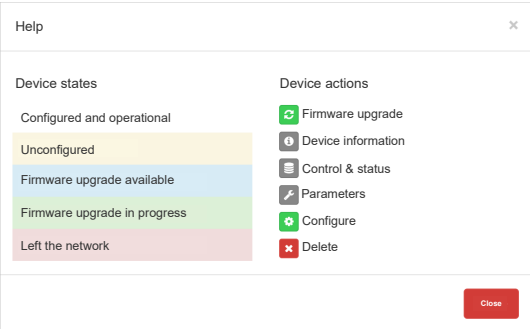 Help
Device states
Configured and operational
Unconfigured
Firmware upgrade available
Firmware upgrade in progress
Left the network
Device actions
Firmware upgrade
Device information
Control & status
Parameters
Configure
Delete
Close